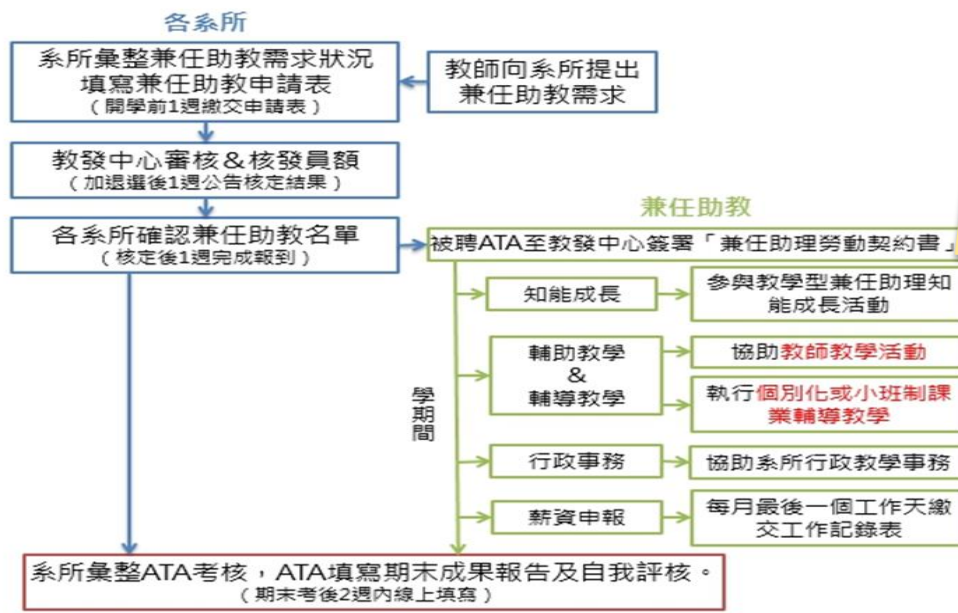 各系所
系所彙整兼任助教需求狀況
填寫兼任助教申請表
（開學前1週繳交申請表）
教師向系所提出
兼任助教需求
教發中心審核&核發員額
（加退選後1週公告核定結果）
各系所確認兼任助教名單
（核定後1週完成報到）
兼任助教
被聘ATA至教發中心簽署「兼任助理勞動契約書」
學期間
知能成長
參與教學型兼任助理知
能成長活動
輔助教學
&
輔導教學
協助教師教學活動
執行個別化或小班制課
業輔導教學
行政事務
協助系所行政教學事務
薪資申報
每月最後一個工作天繳
交工作記錄表
系所彙整ATA考核，ATA填寫期末成果報告及自我評核。
（期末考後2週內線上填寫）